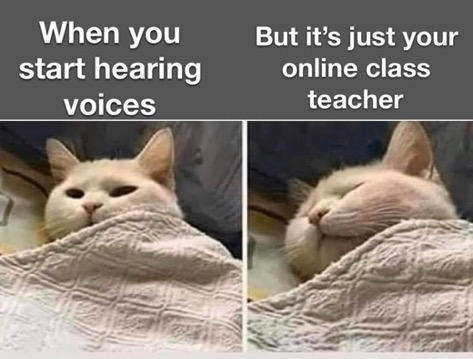 When you
start hearing
voices
But it's just your
online class
teacher